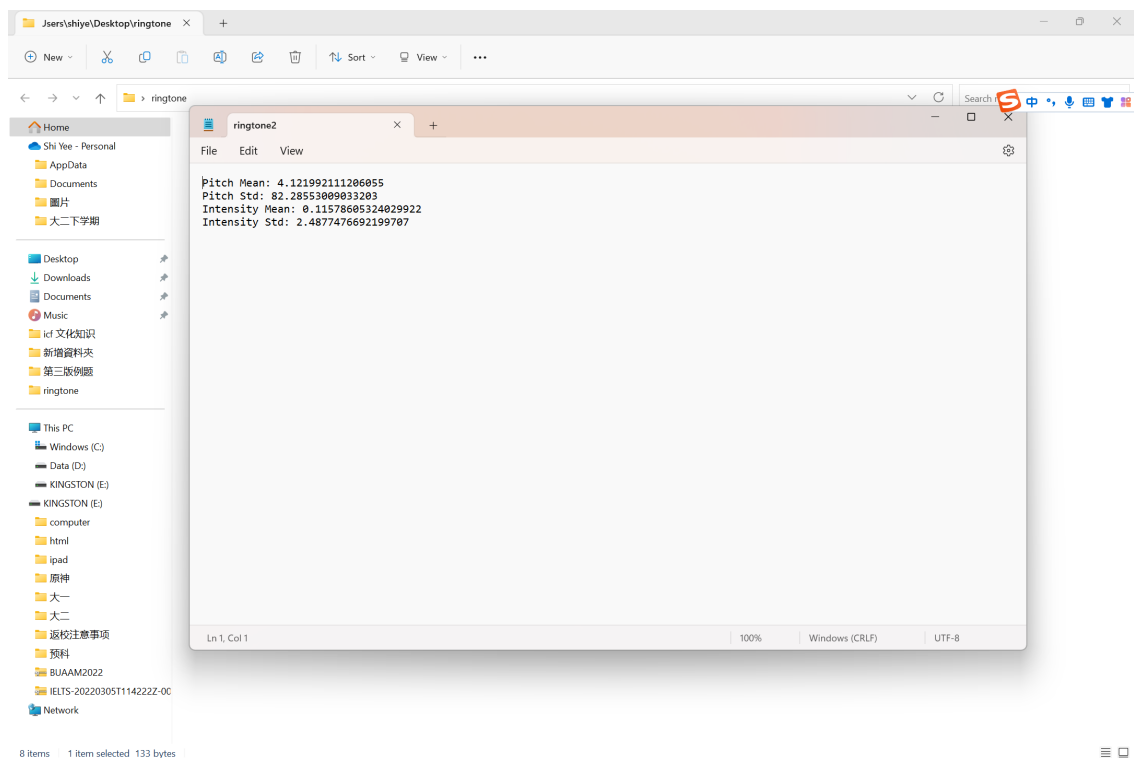 Jsers\shiye\Desktop\ringtone
New
Sort
View
ringtone
Search
中
ringtone2
File Edit View
Pitch Mean: 4.121992111206055
Pitch Std: 82.28553009033203
Intensity Mean: 0.11578605324029922
Intensity Std: 2.4877476692199707
Ln 1, Col 1
100%
Windows (CRLF)
UTF-8
Home
Shi Yee - Personal
AppData
Documents
圖片
大二下学期
Desktop
Downloads
Documents
Music
icf 文化知识
新增資料夾
第三版例题
ringtone
This PC
Windows (C:)
Data (D:)
KINGSTON (E:)
KINGSTON (E:)
computer
html
ipad
原神
大一
大二
返校注意事项
预科
BUAAM2022
IELTS-20220305T114222Z-00
Network
8 items
1 item selected 133 bytes